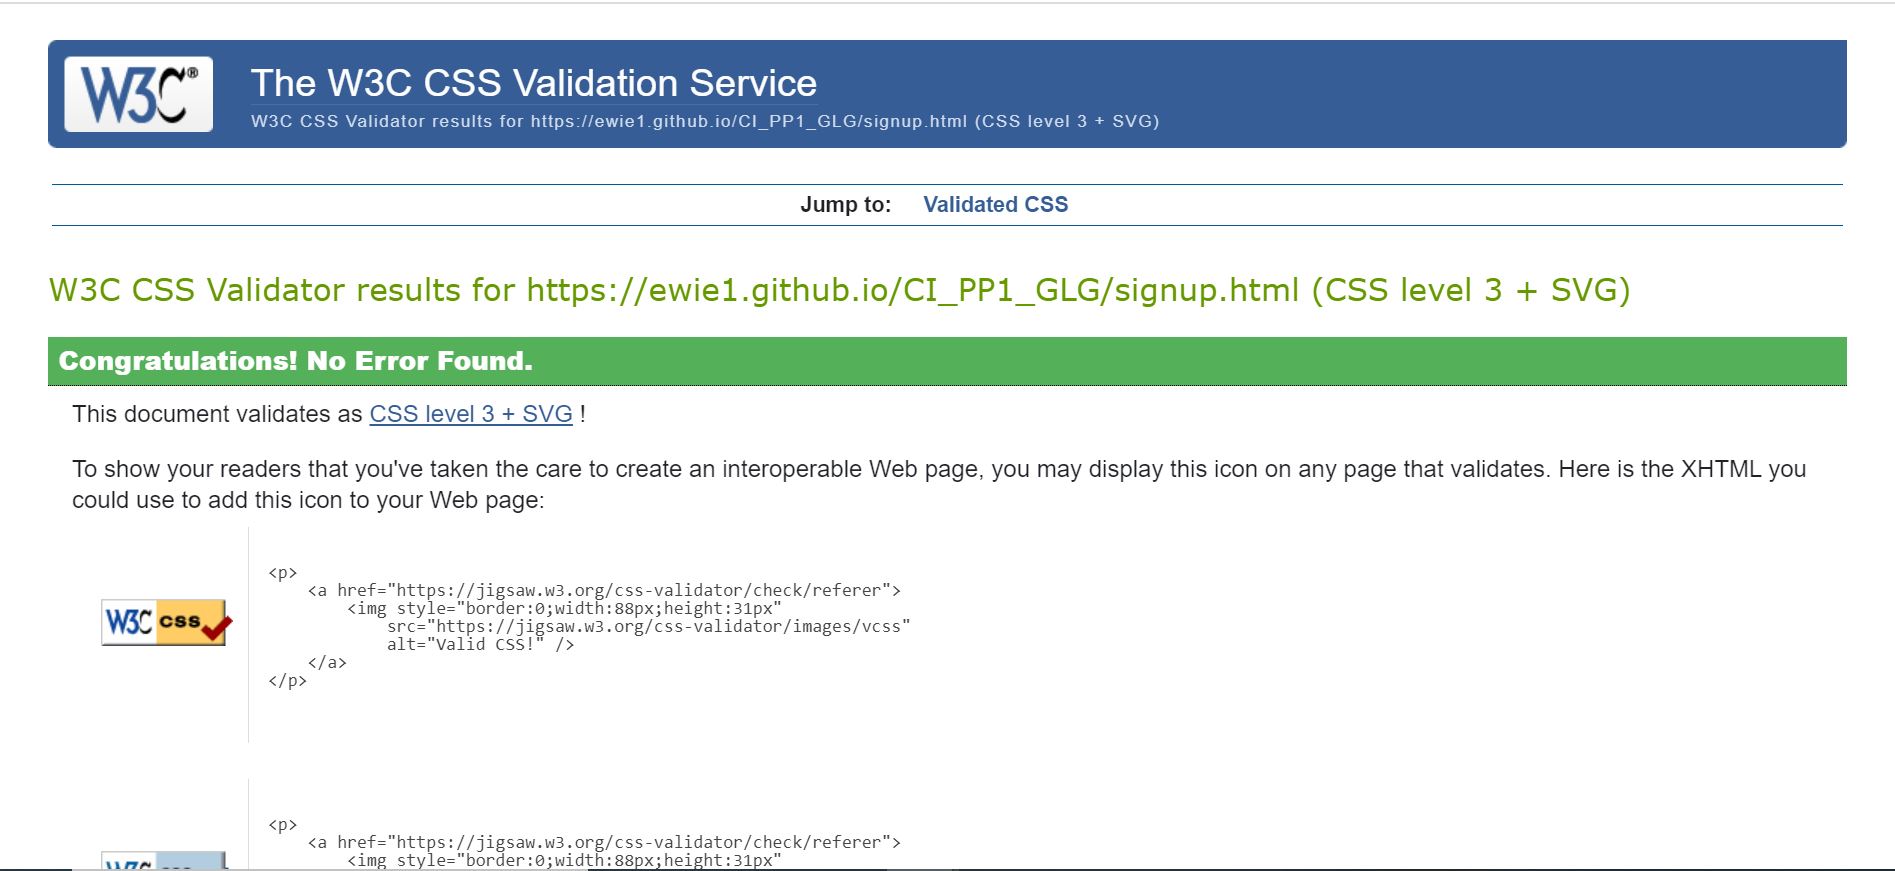 W3C®
The W3C CSS Validation Service
W3C CSS Validator results for https://ewie1.github.io/CI_PP1_GLG/signup.html (CSS level 3 + SVG)
Jump to: Validated CSS
W3C CSS Validator results for https://ewie1.github.io/CI_PP1_GLG/signup.html (CSS level 3 + SVG)
Congratulations! No Error Found.
This document validates as CSS level 3 + SVG !
To show your readers that you've taken the care to create an interoperable Web page, you may display this icon on any page that validates. Here is the XHTML you
could use to add this icon to your Web page:
W3C css
<p>
    <a href="https://jigsaw.w3.org/css-validator/check/referer">
        <img style="border:0;width:88px;height:31px"
            src="https://jigsaw.w3.org/css-validator/images/vcss"
            alt="Valid CSS!" />
    </a>
</p>
<p>
    <a href="https://jigsaw.w3.org/css-validator/check/referer">
        <img style="border:0;width:88px;height:31px"